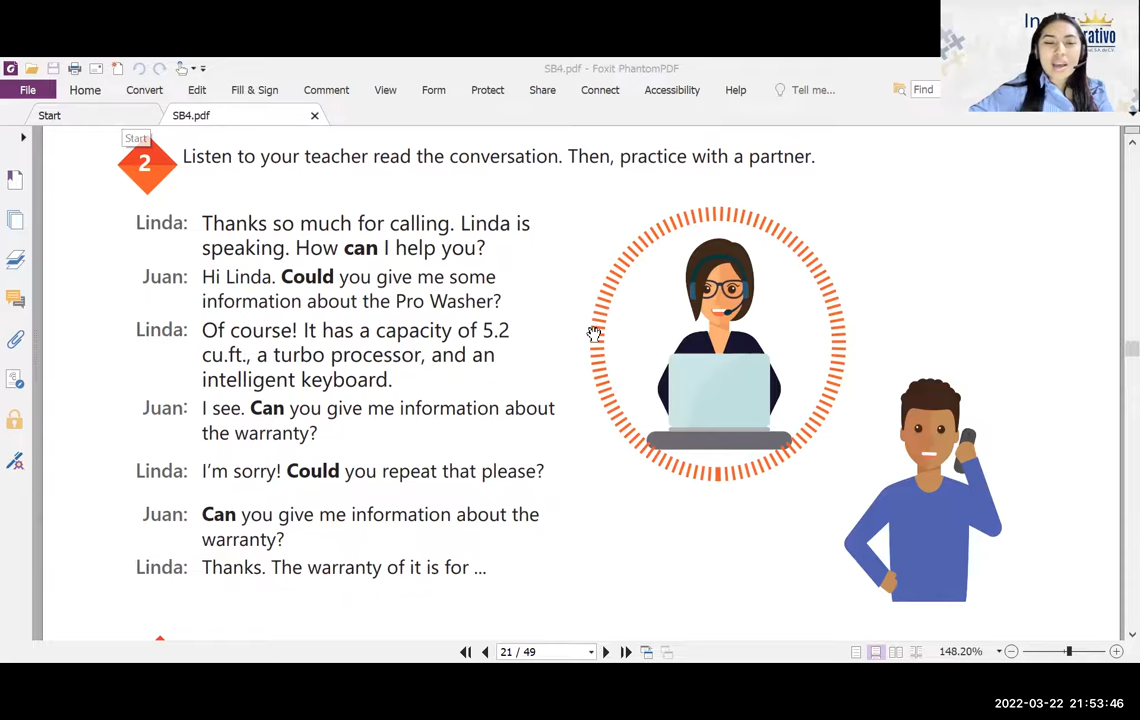 SB4.pdf - Foxit PhantomPDF
File Home Convert Edit Fill & Sign Comment View Form Protect Share Connect Accessibility Help Tell me... Find
Start SB4.pdf
Start
2 Listen to your teacher read the conversation. Then, practice with a partner.
Linda: Thanks so much for calling. Linda is
speaking. How can I help you?
Juan: Hi Linda. Could you give me some
information about the Pro Washer?
Linda: Of course! It has a capacity of 5.2
cu.ft., a turbo processor, and an
intelligent keyboard.
Juan: I see. Can you give me information about
the warranty?
Linda: I'm sorry! Could you repeat that please?
Juan: Can you give me information about the
warranty?
Linda: Thanks. The warranty of it is for ...
21 / 49
148.20%
2022-03-22 21:53:46